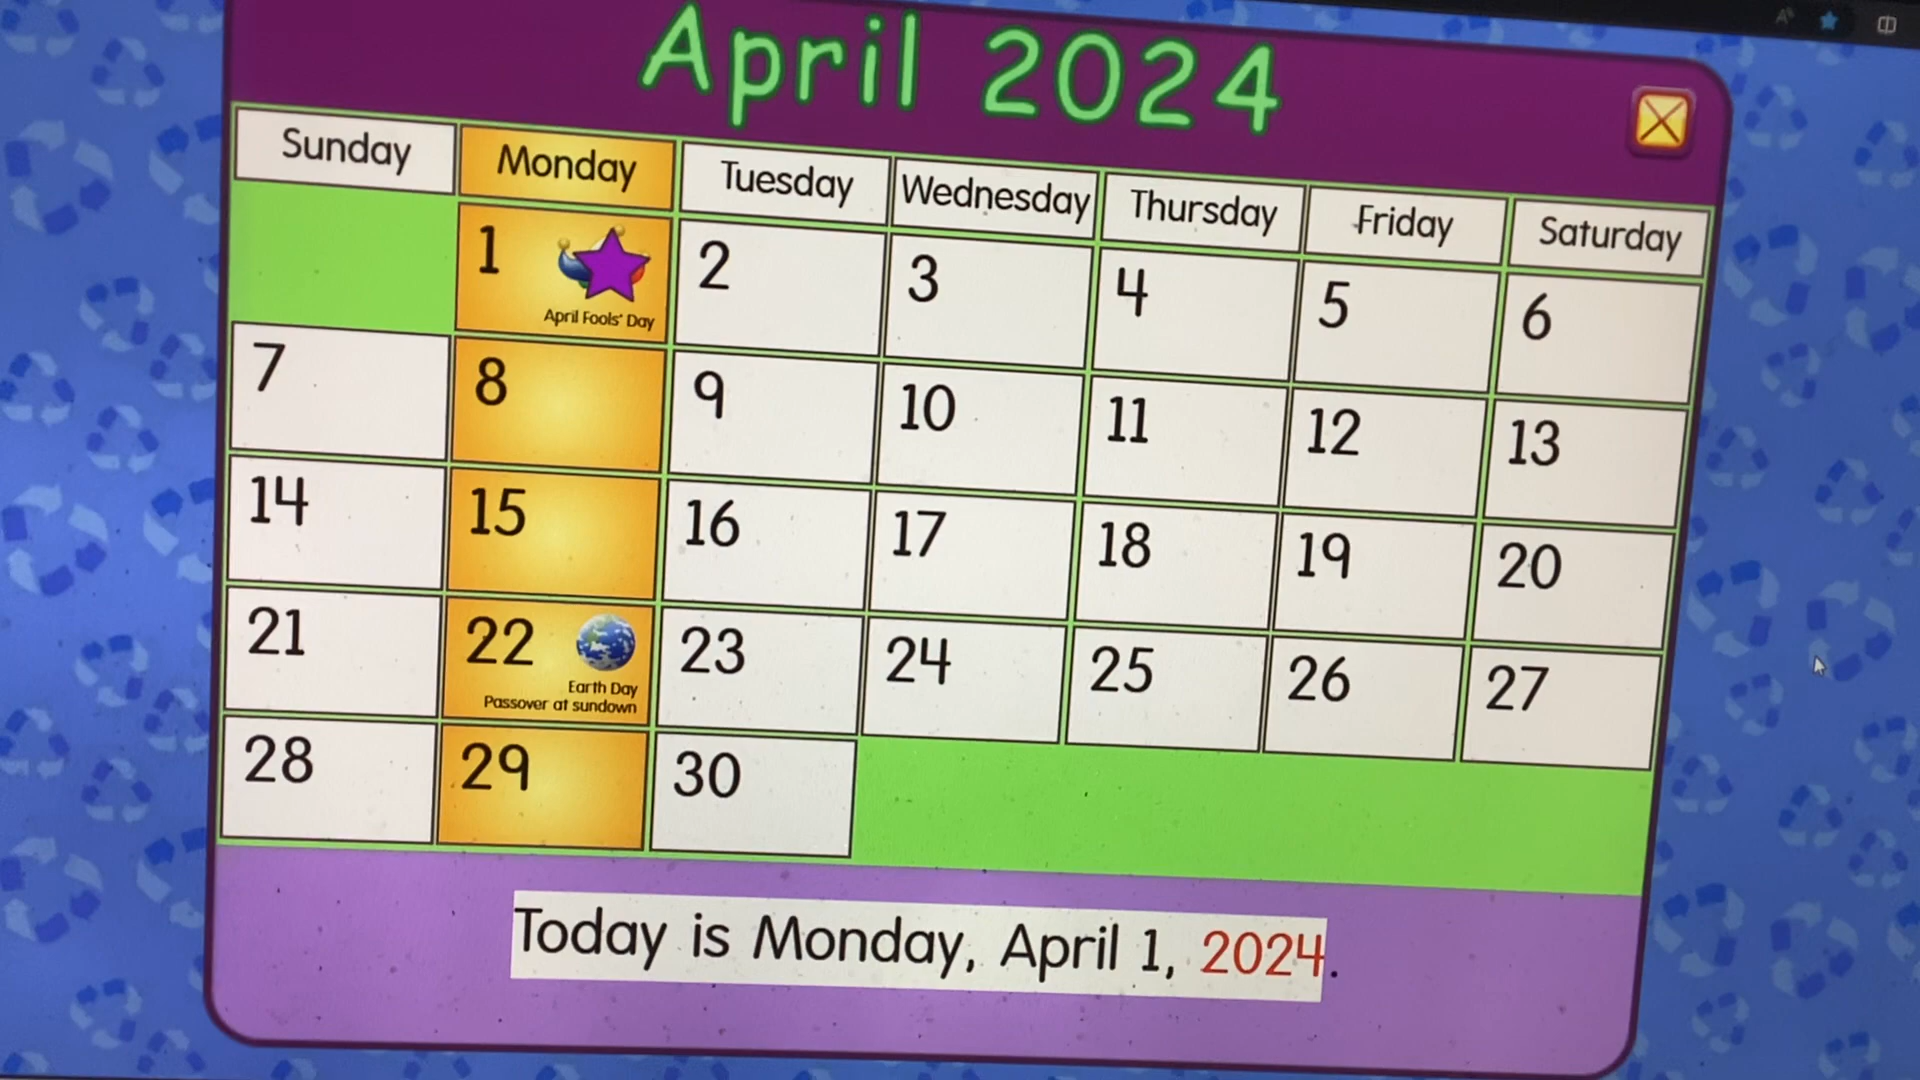 April 2024
Sunday Monday Tuesday Wednesday Thursday Friday Saturday
1 2 3 4 5 6
April Fools' Day
7 8 9 10 11 12 13
14 15 16 17 18 19 20
21 22 23 24 25 26 27
Earth Day
Passover at sundown
28 29 30
Today is Monday, April 1, 2024.